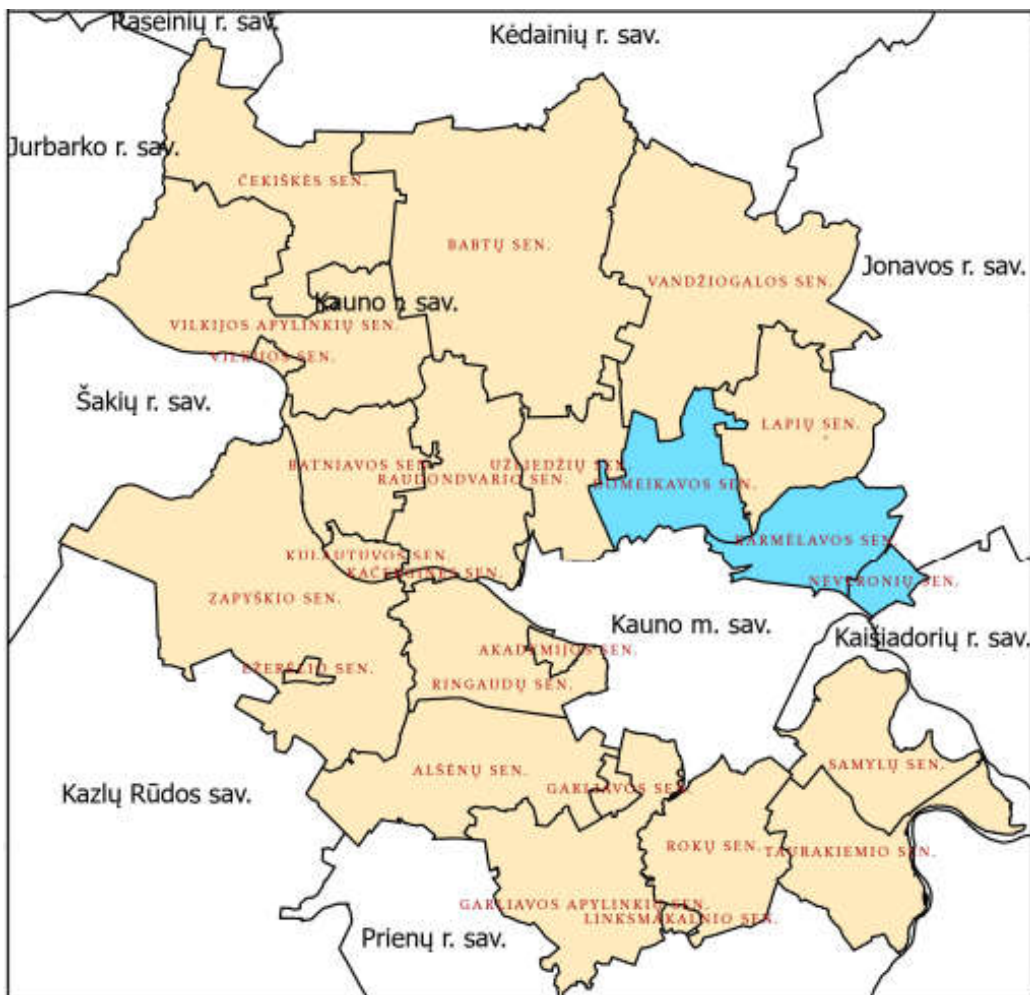 Raseinių r. sav.
Kėdainių r. sav.
Jurbarko r. sav.
ČEKIŠKĖS SEN.
BABTŲ SEN.
VANDŽIOGALOS SEN.
Jonavos r. sav.
Kauno r. sav.
VILKIJOS APYLINKIŲ SEN.
VILKIJOS SEN.
Šakių r. sav.
LAPIŲ SEN.
BATNIAVOS SEN.
UŽLIEDŽIŲ SEN.
RAUDONDVARIO SEN.
DOMEIKAVOS SEN.
KARMĖLAVOS SEN.
KULAUTUVOS SEN.
KAČERGINĖS SEN.
NEVERONIŲ SEN.
ZAPYŠKIO SEN.
Kauno m. sav.
Kaišiadorių r. sav.
AKADEMIJOS SEN.
EŽERĖLIO SEN.
RINGAUDŲ SEN.
ALŠĖNŲ SEN.
SAMYLŲ SEN.
GARLIAVOS SEN.
Kazlų Rūdos sav.
ROKŲ SEN.
TAURAKIEMIO SEN.
GARLIAVOS APYLINKIŲ SEN.
LINKSMAKALNIO SEN.
Prienų r. sav.